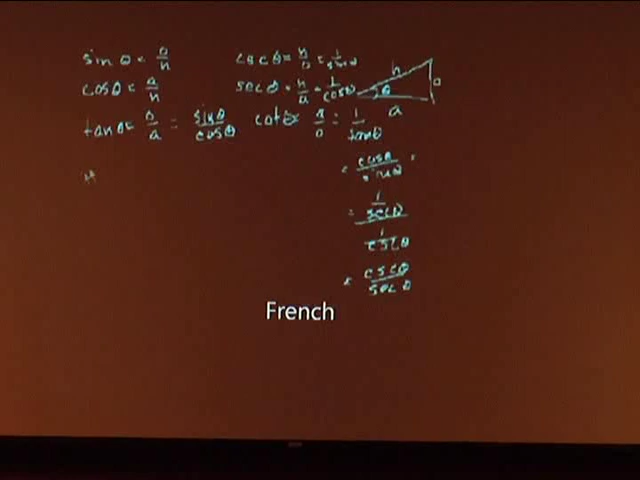 sin θ = o/h
csc θ = h/o = 1/sin θ
cos θ = a/h
sec θ = h/a = 1/cos θ
tan θ = o/a = sin θ/cos θ
cot θ = a/o = 1/tan θ
h
θ
o
a
= cos θ/sin θ =
= (1/sec θ)/(1/csc θ)
= csc θ/sec θ
French